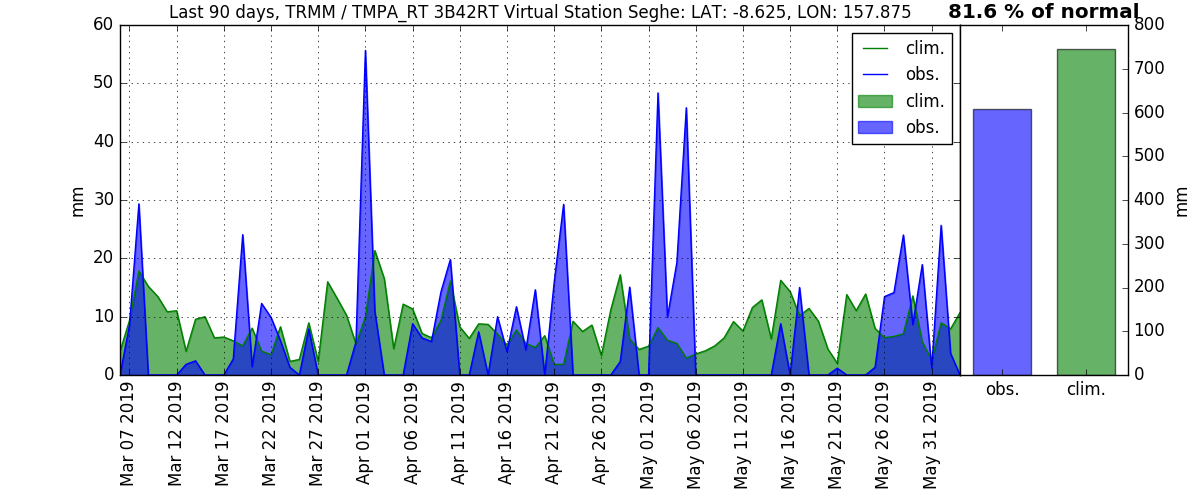 Last 90 days, TRMM / TMPA_RT 3B42RT Virtual Station Seghe: LAT: -8.625, LON: 157.875
81.6 % of normal
60
50
40
30
20
10
0
mm
clim.
obs.
clim.
obs.
Mar 07 2019
Mar 12 2019
Mar 17 2019
Mar 22 2019
Mar 27 2019
Apr 01 2019
Apr 06 2019
Apr 11 2019
Apr 16 2019
Apr 21 2019
Apr 26 2019
May 01 2019
May 06 2019
May 11 2019
May 16 2019
May 21 2019
May 26 2019
May 31 2019
800
700
600
500
400
300
200
100
0
mm
obs.
clim.